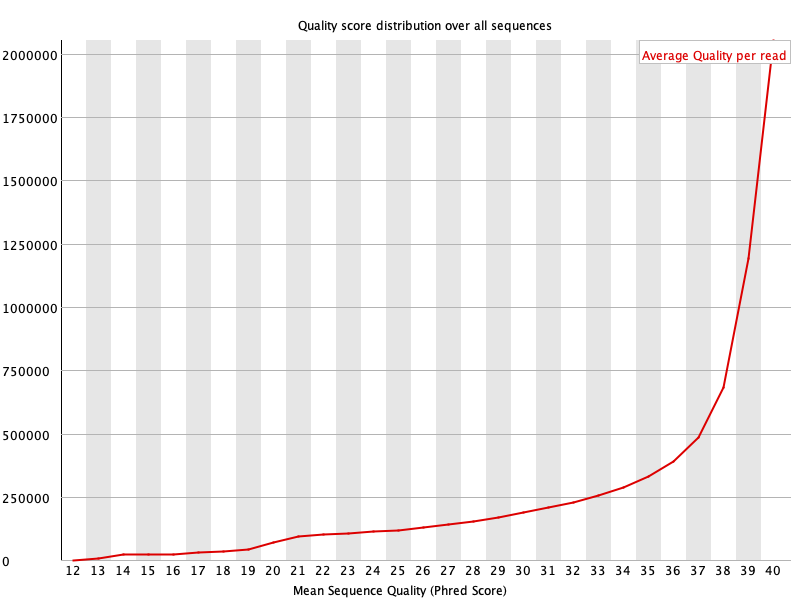 Quality score distribution over all sequences
Average Quality per read
2000000
1750000
1500000
1250000
1000000
750000
500000
250000
0
12 13 14 15 16 17 18 19 20 21 22 23 24 25 26 27 28 29 30 31 32 33 34 35 36 37 38 39 40
Mean Sequence Quality (Phred Score)